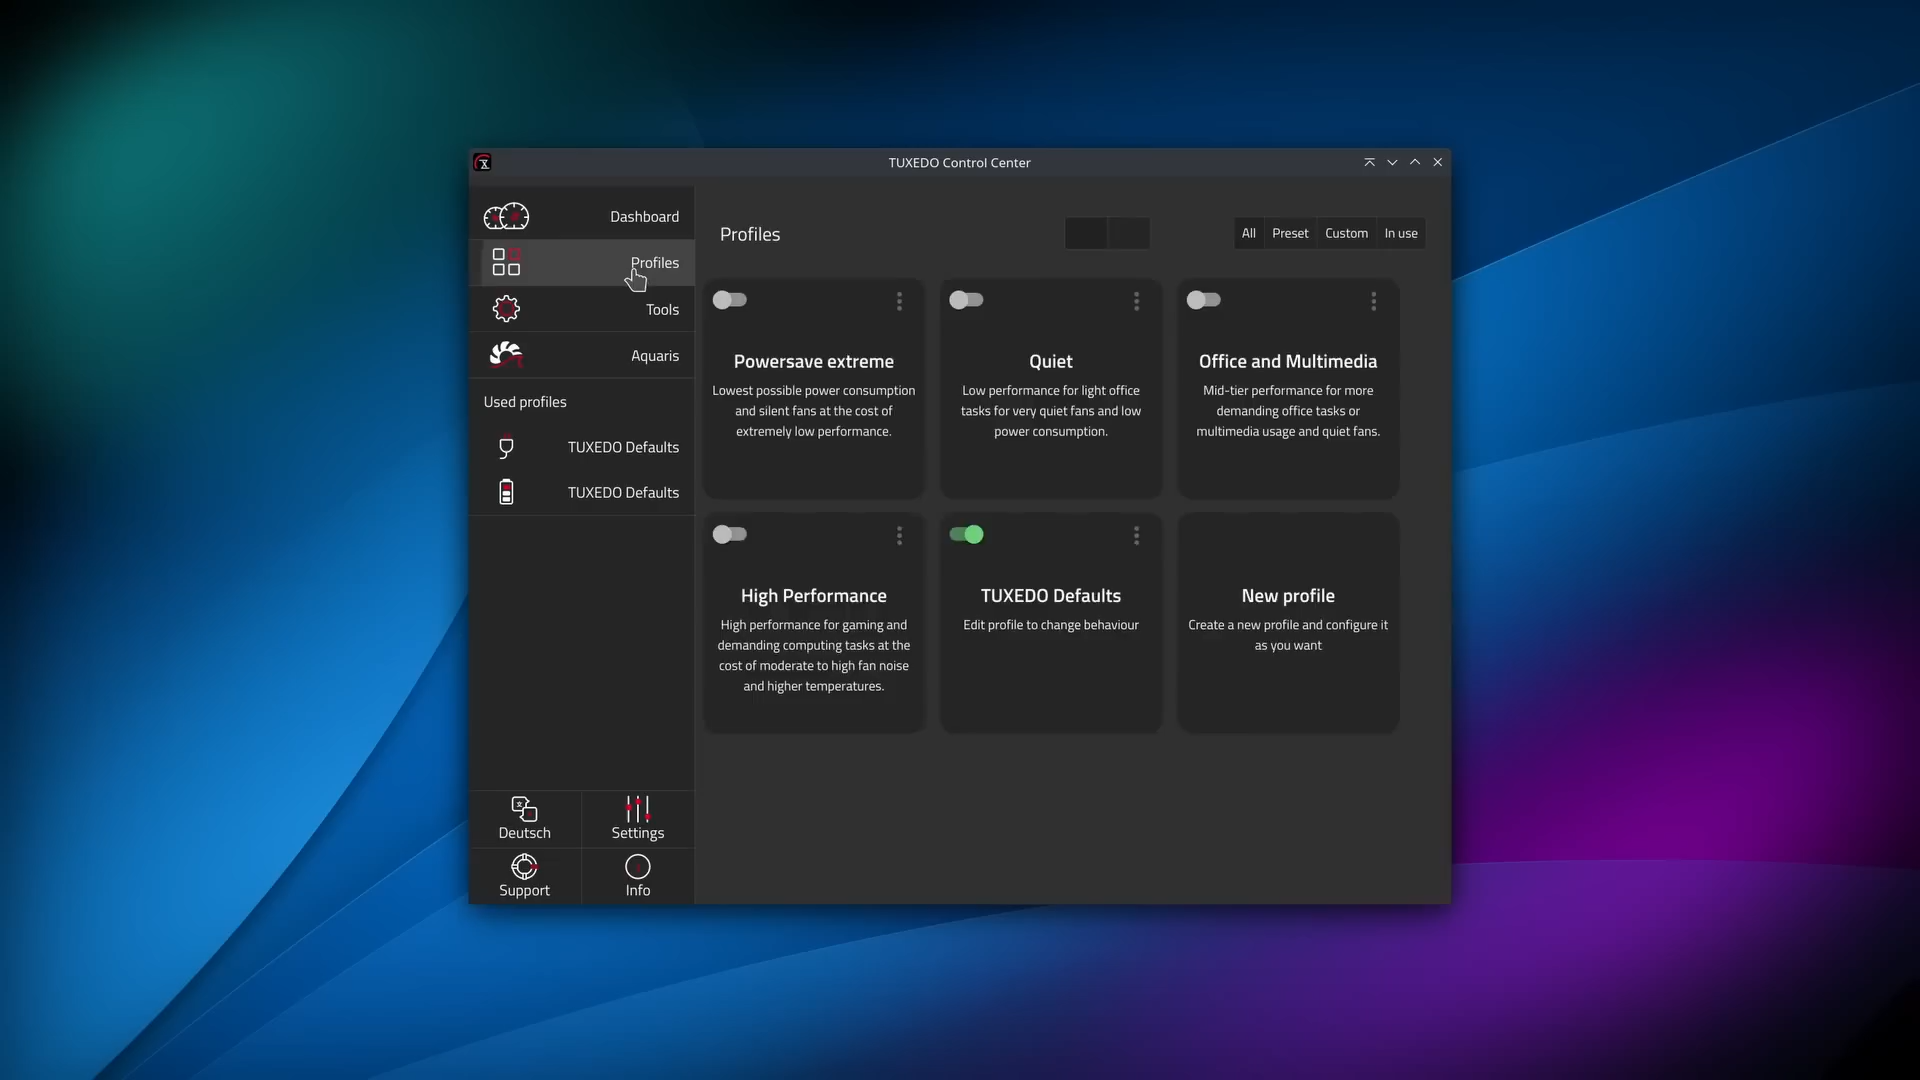 TUXEDO Control Center
Dashboard
Profiles
Tools
Aquaris
Used profiles
TUXEDO Defaults
TUXEDO Defaults
Deutsch
Settings
Support
Info
Profiles
All
Preset
Custom
In use
Powersave extreme
Lowest possible power consumption
and silent fans at the cost of
extremely low performance.
Quiet
Low performance for light office
tasks for very quiet fans and low
power consumption.
Office and Multimedia
Mid-tier performance for more
demanding office tasks or
multimedia usage and quiet fans.
High Performance
High performance for gaming and
demanding computing tasks at the
cost of moderate to high fan noise
and higher temperatures.
TUXEDO Defaults
Edit profile to change behaviour
New profile
Create a new profile and configure it
as you want